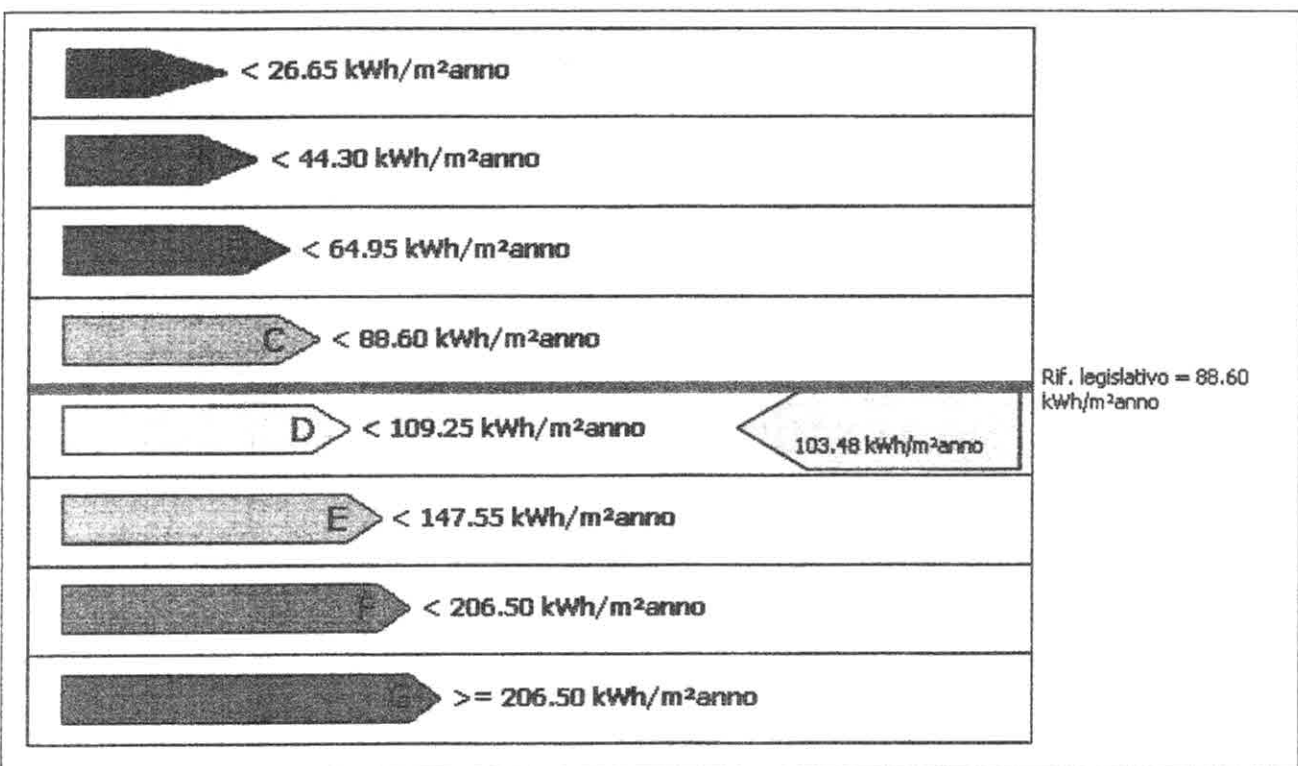 < 26.65 kWh/m²anno
< 44.30 kWh/m²anno
< 64.95 kWh/m²anno
C < 88.60 kWh/m²anno
Rif. legislativo = 88.60
kWh/m²anno
D < 109.25 kWh/m²anno 103.48 kWh/m²anno
E < 147.55 kWh/m²anno
F < 206.50 kWh/m²anno
G >= 206.50 kWh/m²anno